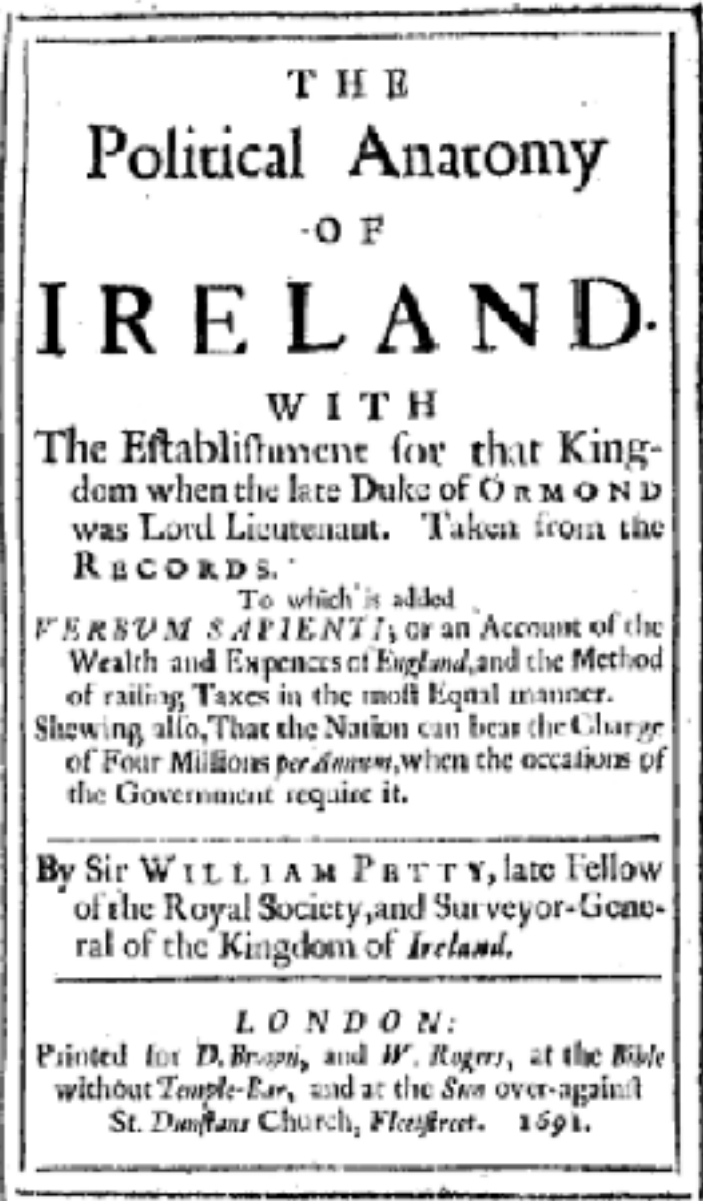 THE
Political Anatomy
OF
IRELAND.
WITH
The Eſtabliſhment for that King-
dom when the late Duke of ORMOND
was Lord Lieutenant. Taken from the
RECORDS.
To which is added
VERBUM SAPIENTI; or an Account of the
Wealth and Expences of England, and the Method
of raiſing Taxes in the moſt Equal manner.
Shewing alſo, That the Nation can bear the Charge
of Four Millions per Annum, when the occaſions of
the Government require it.
By Sir WILLIAM PETTY, late Fellow
of the Royal Society, and Surveyor-Gene-
ral of the Kingdom of Ireland.
LONDON:
Printed for D. Brown, and W. Rogers, at the Bible
without Temple-Bar, and at the Sun over-againſt
St. Dunſtans Church, Fleetſtreet. 1691.